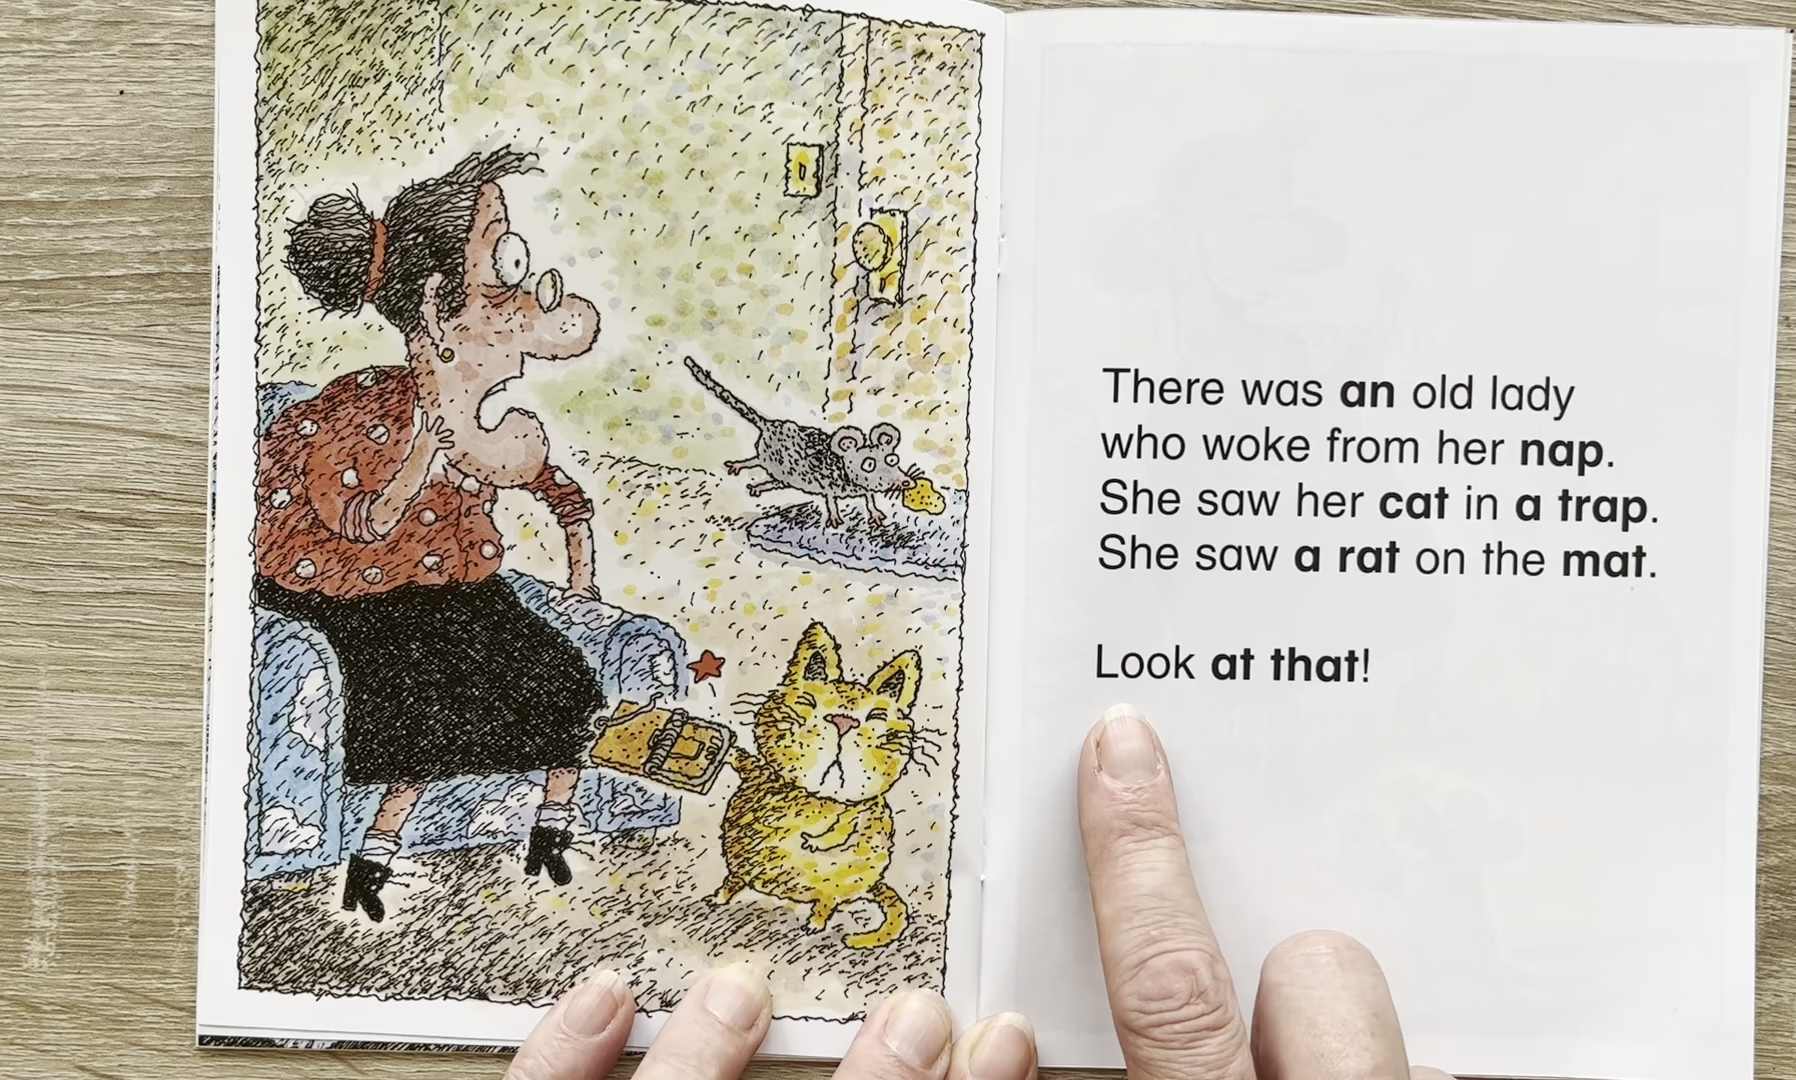 There was an old lady
who woke from her nap.
She saw her cat in a trap.
She saw a rat on the mat.
Look at that!